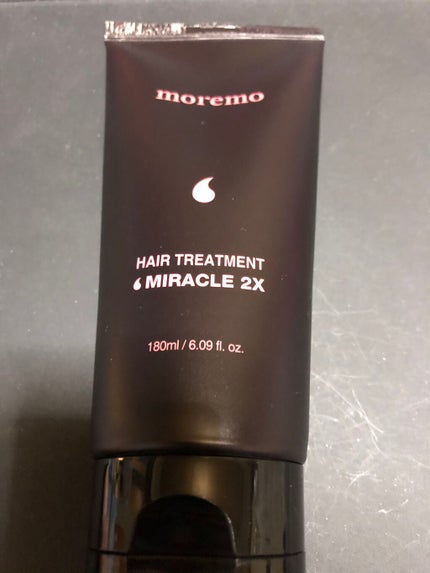 moremo
HAIR TREATMENT
MIRACLE 2X
180ml / 6.09 fl. oz.